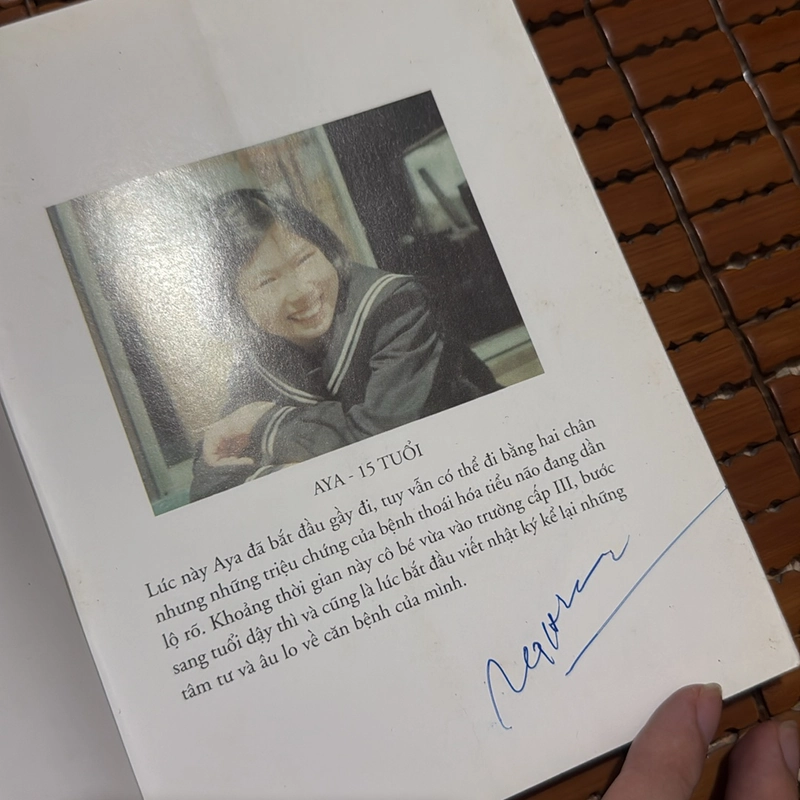 AYA - 15 TUỔI
Lúc này Aya đã bắt đầu gầy đi, tuy vẫn có thể đi bằng hai chân
nhưng những triệu chứng của bệnh thoái hóa tiểu não đang dần
lộ rõ. Khoảng thời gian này cô bé vừa vào trường cấp III, bước
sang tuổi dậy thì và cũng là lúc bắt đầu viết nhật ký kể lại những
tâm tư và âu lo về căn bệnh của mình.